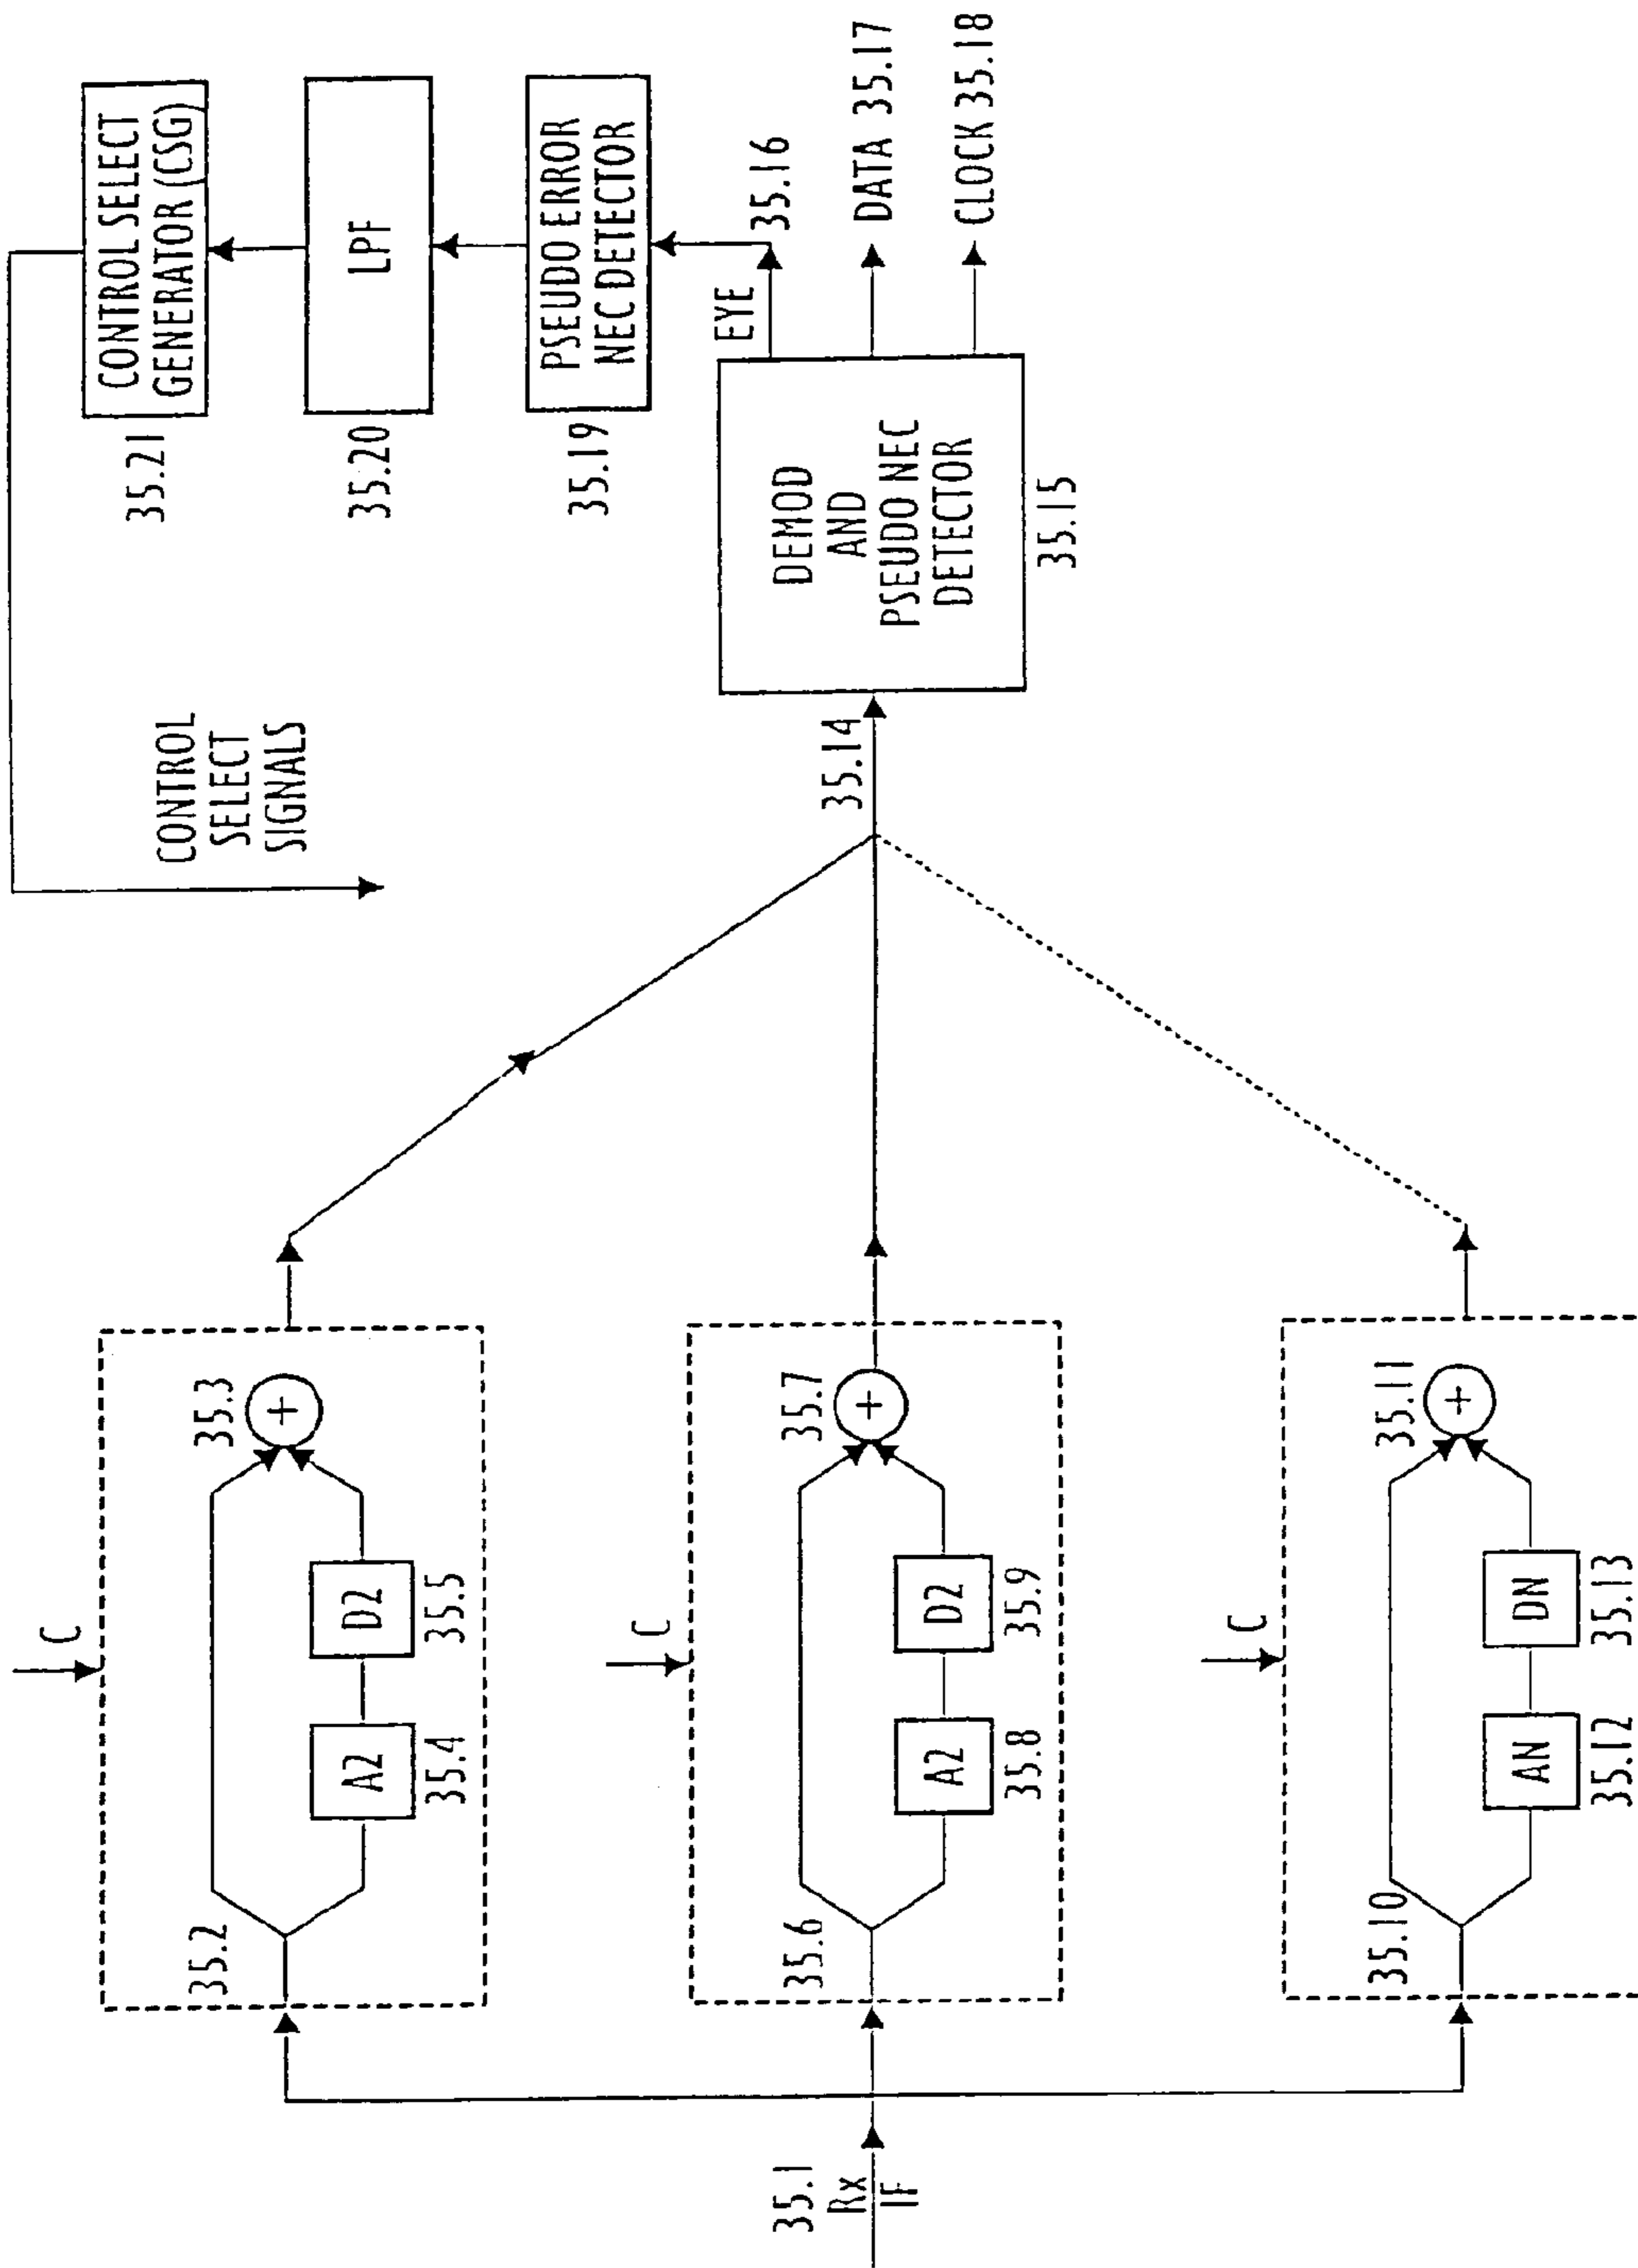 35.1
Rx
IF
C
35.2
35.3
A2
D2
35.4
35.5
+
C
35.6
35.7
A2
D2
35.8
35.9
+
C
35.10
35.11
AN
DN
35.12
35.13
+
CONTROL
SELECT
SIGNALS
35.14
DEMOD
AND
PSEUDO NEC
DETECTOR
35.15
EYE
35.16
DATA 35.17
CLOCK 35.18
PSEUDO ERROR
NEC DETECTOR
35.19
LPF
35.20
CONTROL SELECT
GENERATOR (CSG)
35.21